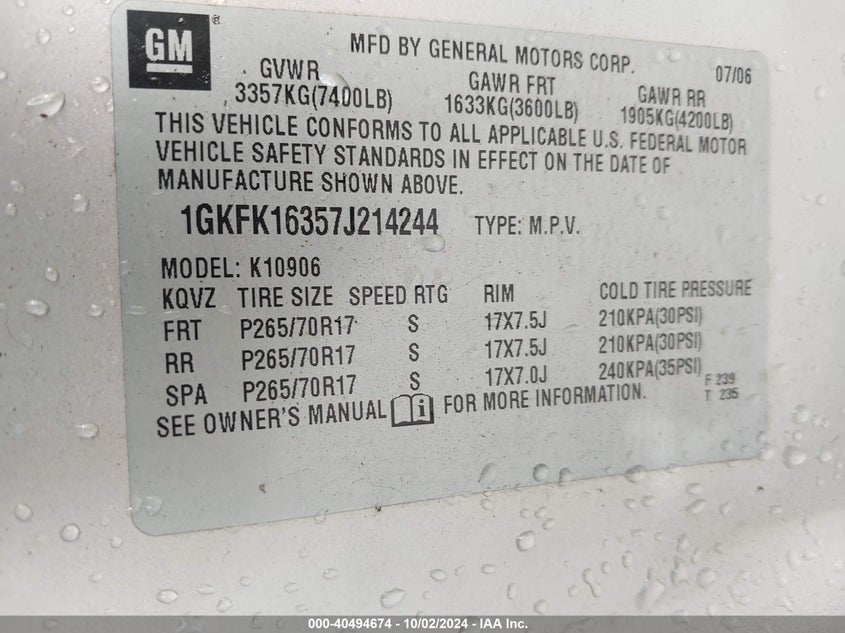 GM ®
MFD BY GENERAL MOTORS CORP. 07/06
GVWR GAWR FRT GAWR RR
3357KG(7400LB) 1633KG(3600LB) 1905KG(4200LB)
THIS VEHICLE CONFORMS TO ALL APPLICABLE U.S. FEDERAL MOTOR
VEHICLE SAFETY STANDARDS IN EFFECT ON THE DATE OF
MANUFACTURE SHOWN ABOVE.
1GKFK16357J214244 TYPE: M.P.V.
MODEL: K10906
KQVZ TIRE SIZE SPEED RTG RIM COLD TIRE PRESSURE
FRT P265/70R17 S 17X7.5J 210KPA(30PSI)
RR P265/70R17 S 17X7.5J 210KPA(30PSI)
SPA P265/70R17 S 17X7.0J 240KPA(35PSI)
F 239
T 235
SEE OWNER'S MANUAL i FOR MORE INFORMATION.
000-40494674 - 10/02/2024 - IAA Inc.